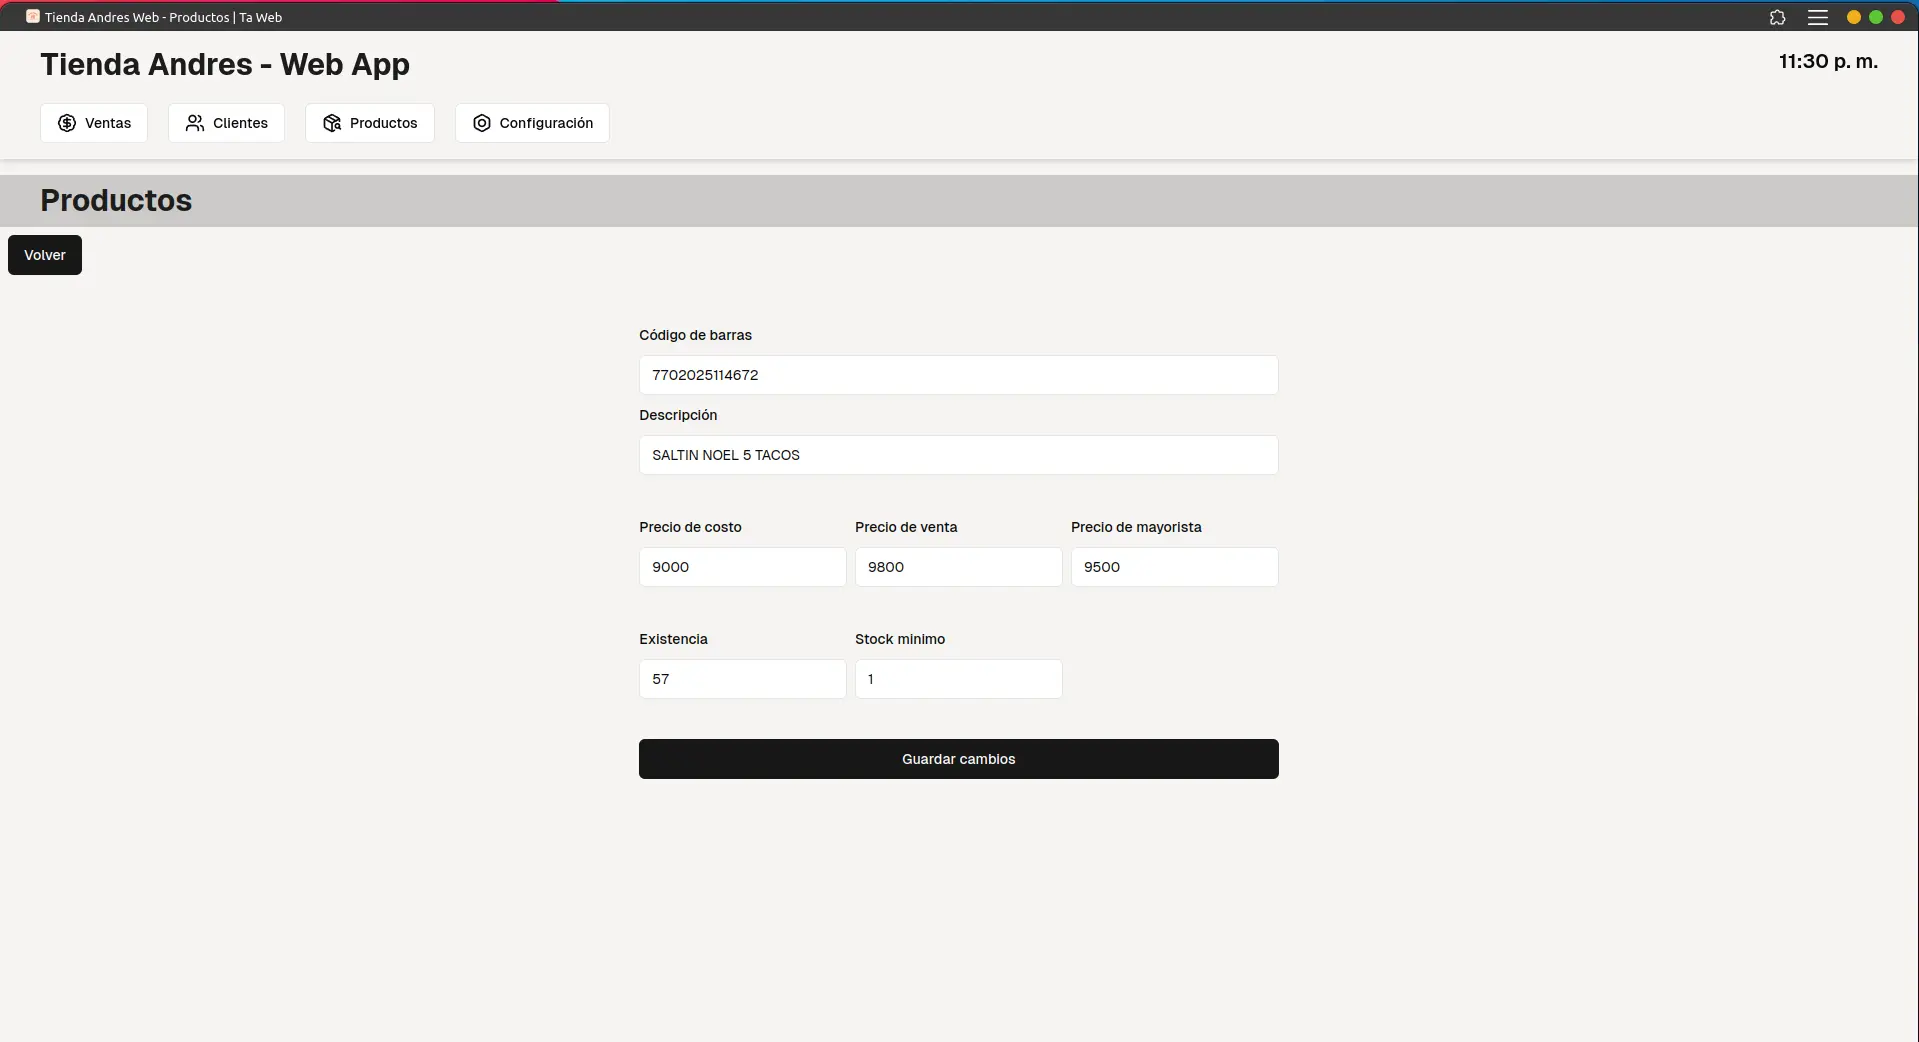 Tienda Andres Web - Productos | Ta Web
Tienda Andres - Web App
11:30 p. m.
Ventas
Clientes
Productos
Configuración
Productos
Volver
Código de barras
7702025114672
Descripción
SALTIN NOEL 5 TACOS
Precio de costo
Precio de venta
Precio de mayorista
9000
9800
9500
Existencia
Stock minimo
57
1
Guardar cambios